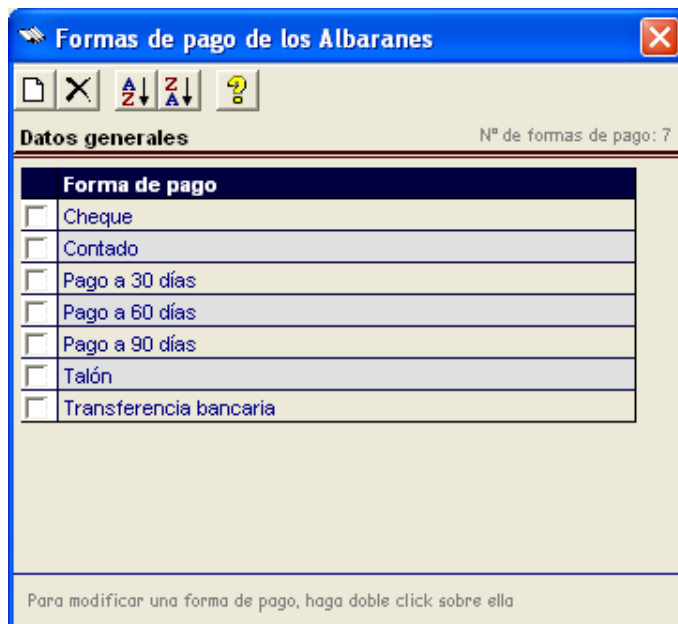 Formas de pago de los Albaranes
Datos generales
Nº de formas de pago: 7
Forma de pago
Cheque
Contado
Pago a 30 días
Pago a 60 días
Pago a 90 días
Talón
Transferencia bancaria
Para modificar una forma de pago, haga doble click sobre ella